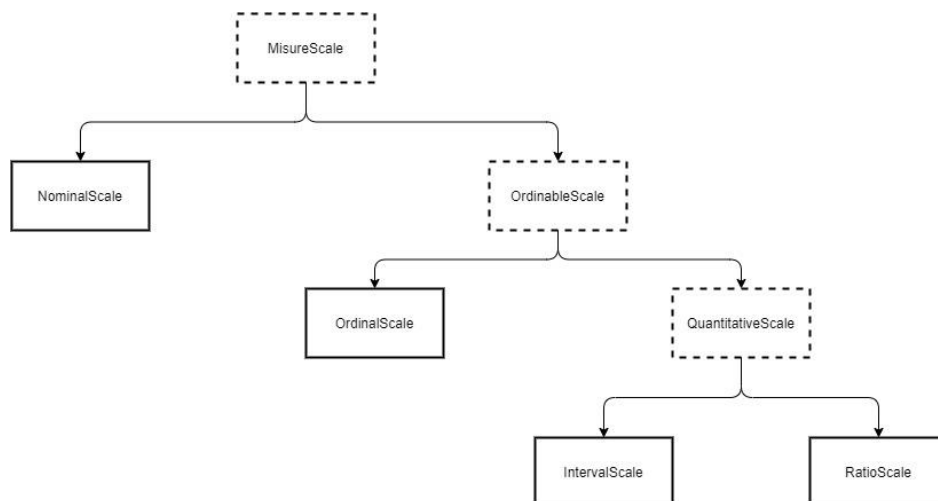 MisureScale
NominalScale
OrdinableScale
OrdinalScale
QuantitativeScale
IntervalScale
RatioScale